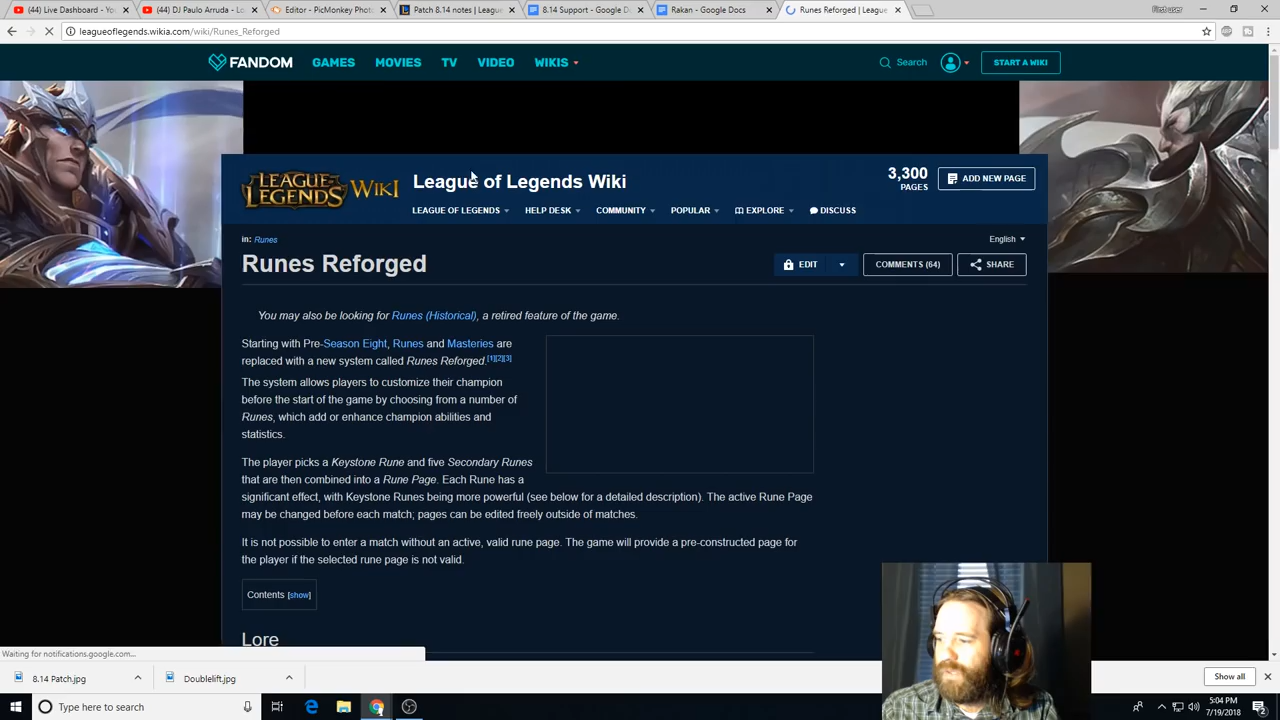 (44) Live Dashboard - Yo
(44) DJ Paulo Arruda - Lo
Editor - PicMonkey Phot
Patch 8.14 notes | Leagu
8.14 Support - Google D
Rakan - Google Docs
Runes Reforged | League
First user
leagueoflegends.wikia.com/wiki/Runes_Reforged
FANDOM
GAMES
MOVIES
TV
VIDEO
WIKIS
Search
START A WIKI
LEAGUE OF LEGENDS WIKI
League of Legends Wiki
3,300
PAGES
ADD NEW PAGE
LEAGUE OF LEGENDS
HELP DESK
COMMUNITY
POPULAR
EXPLORE
DISCUSS
in: Runes
English
Runes Reforged
EDIT
COMMENTS (64)
SHARE
You may also be looking for Runes (Historical), a retired feature of the game.
Starting with Pre-Season Eight, Runes and Masteries are
replaced with a new system called Runes Reforged.[1][2][3]
The system allows players to customize their champion
before the start of the game by choosing from a number of
Runes, which add or enhance champion abilities and
statistics.
The player picks a Keystone Rune and five Secondary Runes
that are then combined into a Rune Page. Each Rune has a
significant effect, with Keystone Runes being more powerful (see below for a detailed description). The active Rune Page
may be changed before each match; pages can be edited freely outside of matches.
It is not possible to enter a match without an active, valid rune page. The game will provide a pre-constructed page for
the player if the selected rune page is not valid.
Contents [show]
Lore
Waiting for notifications.google.com...
8.14 Patch.jpg
Doublelift.jpg
Show all
Type here to search
5:04 PM
7/19/2018
2